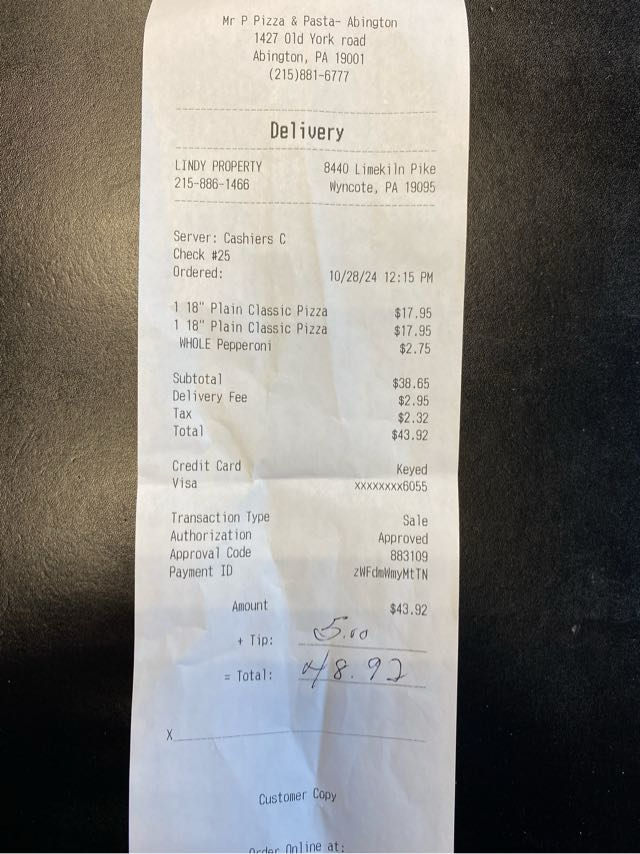 Mr P Pizza & Pasta- Abington
1427 Old York road
Abington, PA 19001
(215)881-6777
Delivery
LINDY PROPERTY 8440 Limekiln Pike
215-886-1466 Wyncote, PA 19095
Server: Cashiers C
Check #25
Ordered: 10/28/24 12:15 PM
1 18" Plain Classic Pizza $17.95
1 18" Plain Classic Pizza $17.95
WHOLE Pepperoni $2.75
Subtotal $38.65
Delivery Fee $2.95
Tax $2.32
Total $43.92
Credit Card Keyed
Visa xxxxxxxx6055
Transaction Type Sale
Authorization Approved
Approval Code 883109
Payment ID zWFdmWmyMtTN
Amount $43.92
+ Tip: 5.00
= Total: 48.92
X
Customer Copy
Order Online at: